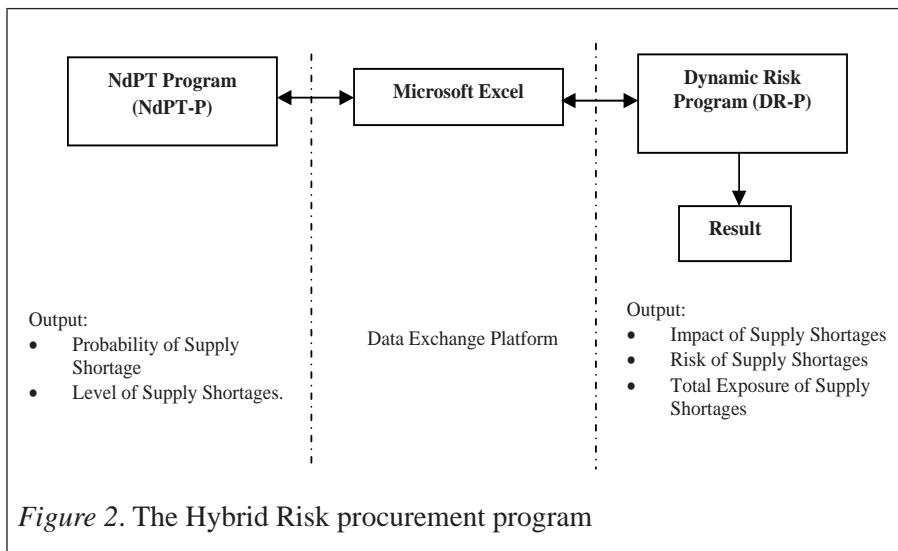 NdPT Program
(NdPT-P)
Microsoft Excel
Dynamic Risk
Program (DR-P)
Result
Output:
• Probability of Supply
Shortage
• Level of Supply Shortages.
Data Exchange Platform
Output:
• Impact of Supply Shortages
• Risk of Supply Shortages
• Total Exposure of Supply
Shortages
Figure 2. The Hybrid Risk procurement program